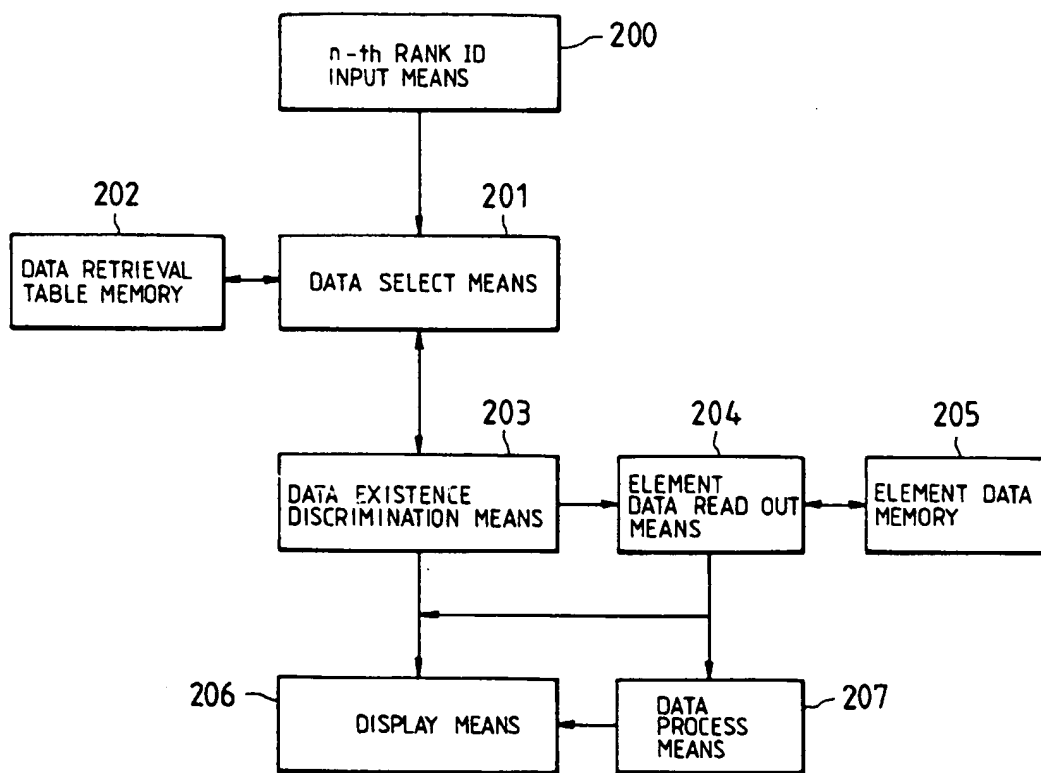 n-th RANK ID
INPUT MEANS
200
202
201
DATA RETRIEVAL
TABLE MEMORY
DATA SELECT MEANS
203
204
205
DATA EXISTENCE
DISCRIMINATION MEANS
ELEMENT
DATA READ OUT
MEANS
ELEMENT DATA
MEMORY
206
DISPLAY MEANS
DATA
PROCESS
MEANS
207